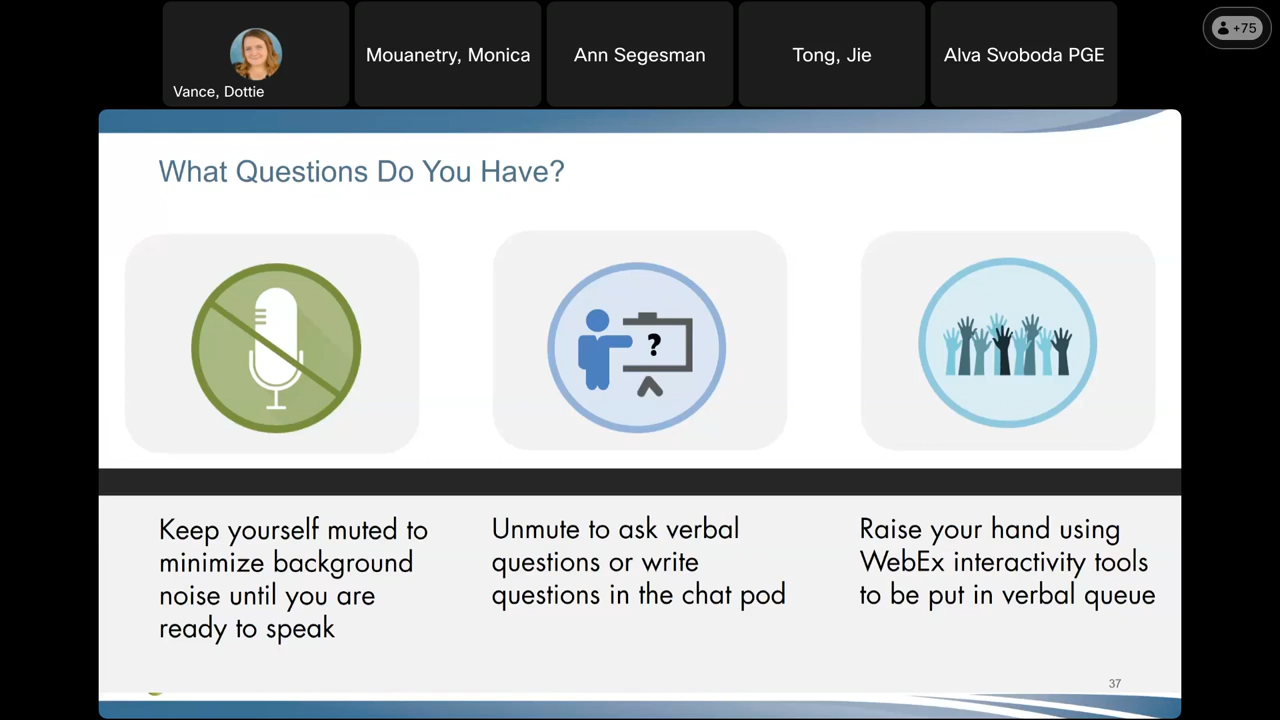 +75
Vance, Dottie
Mouanetry, Monica
Ann Segesman
Tong, Jie
Alva Svoboda PGE
What Questions Do You Have?
?
Keep yourself muted to
minimize background
noise until you are
ready to speak
Unmute to ask verbal
questions or write
questions in the chat pod
Raise your hand using
WebEx interactivity tools
to be put in verbal queue
37